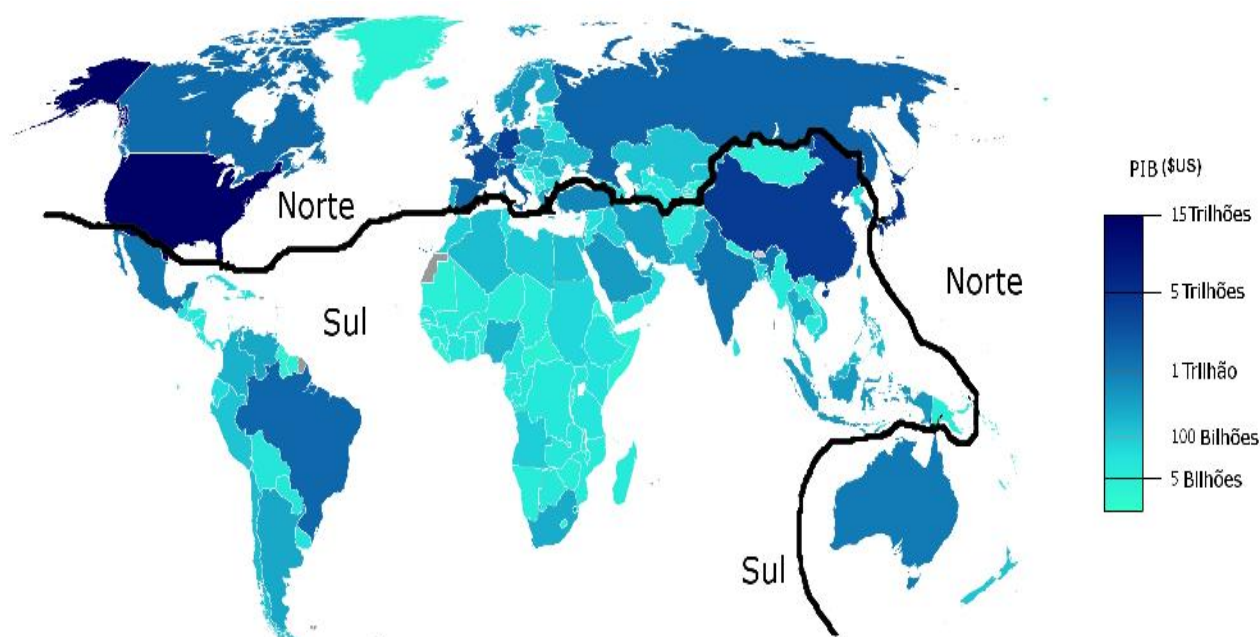 Norte
Sul
Norte
Sul
PIB ($US)
15 Trilhões
5 Trilhões
1 Trilhão
100 Bilhões
5 Bilhões